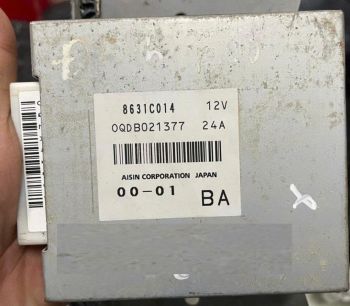 8631C014 12V
0QDB021377 24A
AISIN CORPORATION JAPAN
00-01 BA